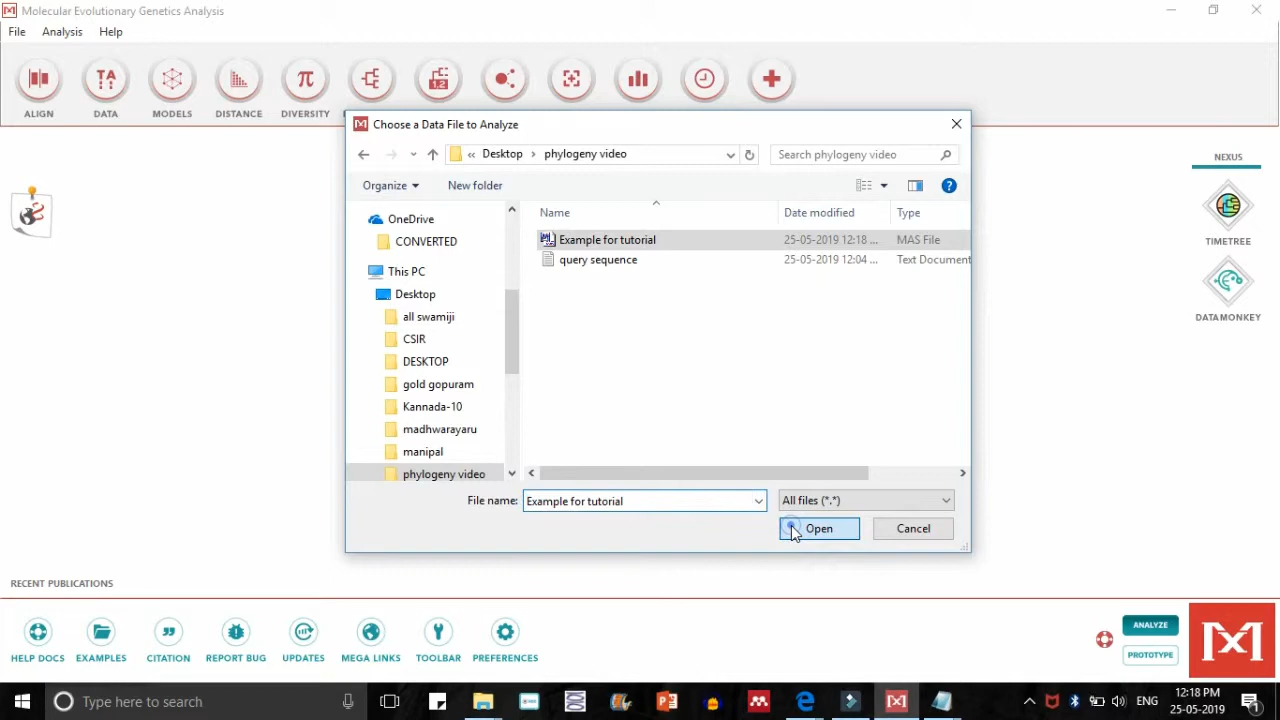 Molecular Evolutionary Genetics Analysis
File Analysis Help
ALIGN DATA MODELS DISTANCE DIVERSITY
Choose a Data File to Analyze
« Desktop › phylogeny video
Search phylogeny video
Organize
New folder
OneDrive
CONVERTED
This PC
Desktop
all swamiji
CSIR
DESKTOP
gold gopuram
Kannada-10
madhwarayaru
manipal
phylogeny video
Name Date modified Type
Example for tutorial 25-05-2019 12:18 ... MAS File
query sequence 25-05-2019 12:04 ... Text Document
File name: Example for tutorial
All files (*.*)
Open Cancel
NEXUS
TIMETREE
DATAMONKEY
RECENT PUBLICATIONS
HELP DOCS EXAMPLES CITATION REPORT BUG UPDATES MEGA LINKS TOOLBAR PREFERENCES
ANALYZE
PROTOTYPE
Type here to search
ENG
12:18 PM
25-05-2019